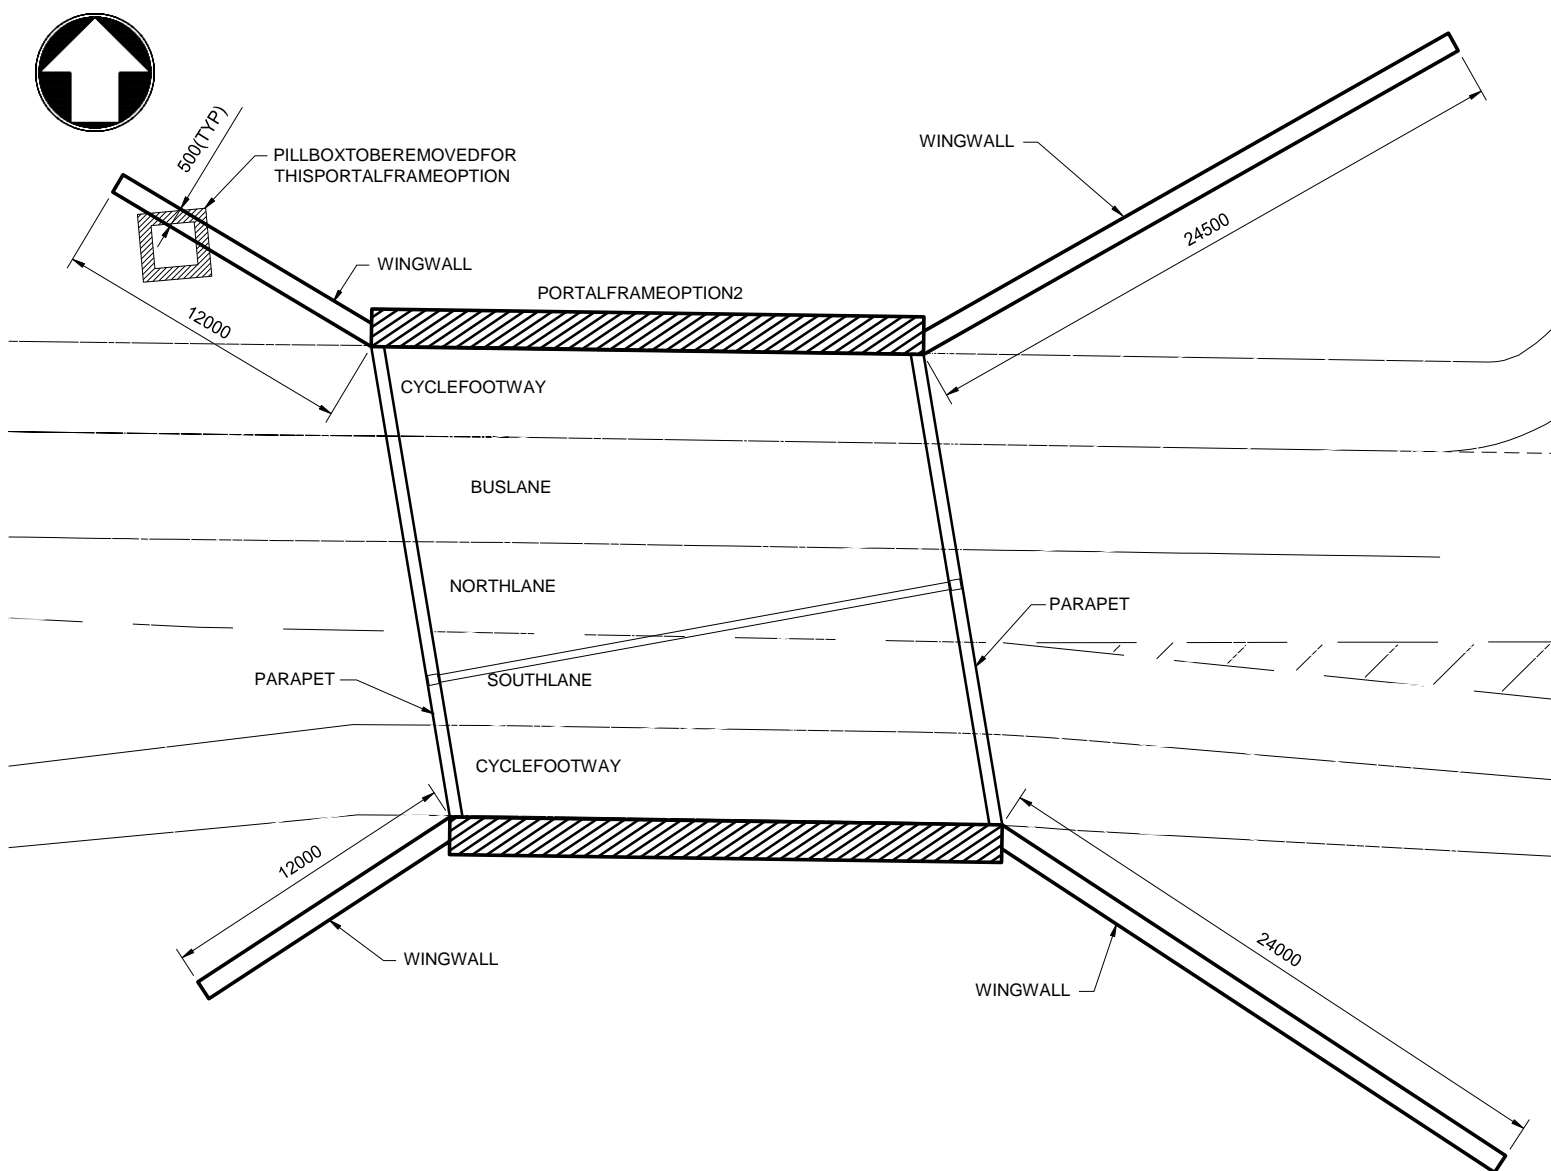 500(TYP)
PILLBOXTOBEREMOVEDFOR
THISPORTALFRAMEOPTION
WINGWALL
24500
WINGWALL
PORTALFRAMEOPTION2
12000
CYCLEFOOTWAY
BUSLANE
NORTHLANE
PARAPET
PARAPET
SOUTHLANE
CYCLEFOOTWAY
12000
WINGWALL
24000
WINGWALL